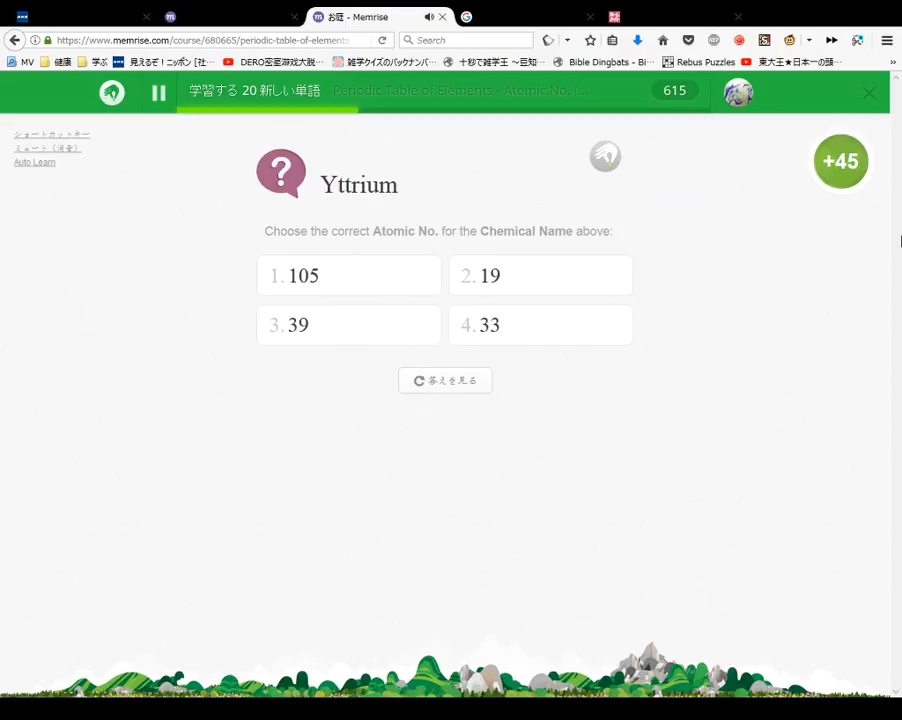 お庭 - Memrise
https://www.memrise.com/course/680665/periodic-table-of-elements
Search
MV 健康 学ぶ 見えるぞ！ニッポン [社… DERO密室游戏大脱… 雑学クイズのバックナンバ… 十秒で雑学王 ～豆知… Bible Dingbats - Bi… Rebus Puzzles 東大王★日本一の頭…
学習する 20 新しい単語 Periodic Table of Elements - Atomic No. [… 615
ショートカットキー
ミュート（消音）
Auto Learn
+45
? Yttrium
Choose the correct Atomic No. for the Chemical Name above:
1. 105 2. 19
3. 39 4. 33
答えを見る